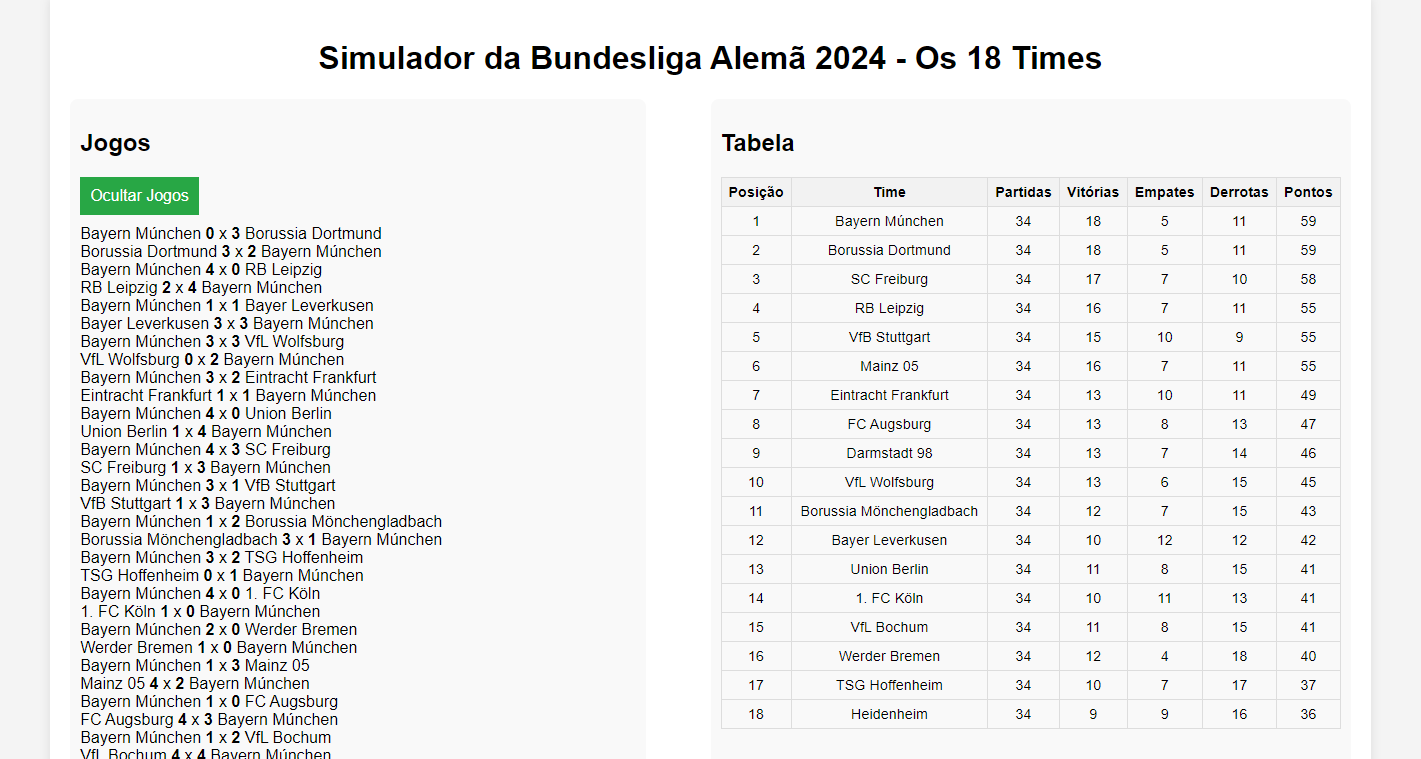 Simulador da Bundesliga Alemã 2024 - Os 18 Times
Jogos
Ocultar Jogos
Bayern Múnchen 0 x 3 Borussia Dortmund
Borussia Dortmund 3 x 2 Bayern Múnchen
Bayern Múnchen 4 x 0 RB Leipzig
RB Leipzig 2 x 4 Bayern Múnchen
Bayern Múnchen 1 x 1 Bayer Leverkusen
Bayer Leverkusen 3 x 3 Bayern Múnchen
Bayern Múnchen 3 x 3 VfL Wolfsburg
VfL Wolfsburg 0 x 2 Bayern Múnchen
Bayern Múnchen 3 x 2 Eintracht Frankfurt
Eintracht Frankfurt 1 x 1 Bayern Múnchen
Bayern Múnchen 4 x 0 Union Berlin
Union Berlin 1 x 4 Bayern Múnchen
Bayern Múnchen 4 x 3 SC Freiburg
SC Freiburg 1 x 3 Bayern Múnchen
Bayern Múnchen 3 x 1 VfB Stuttgart
VfB Stuttgart 1 x 3 Bayern Múnchen
Bayern Múnchen 1 x 2 Borussia Mönchengladbach
Borussia Mönchengladbach 3 x 1 Bayern Múnchen
Bayern Múnchen 3 x 2 TSG Hoffenheim
TSG Hoffenheim 0 x 1 Bayern Múnchen
Bayern Múnchen 4 x 0 1. FC Köln
1. FC Köln 1 x 0 Bayern Múnchen
Bayern Múnchen 2 x 0 Werder Bremen
Werder Bremen 1 x 0 Bayern Múnchen
Bayern Múnchen 1 x 3 Mainz 05
Mainz 05 4 x 2 Bayern Múnchen
Bayern Múnchen 1 x 0 FC Augsburg
FC Augsburg 4 x 3 Bayern Múnchen
Bayern Múnchen 1 x 2 VfL Bochum
VfL Bochum 4 x 4 Bayern Múnchen
Tabela
Posição Time Partidas Vitórias Empates Derrotas Pontos
1 Bayern Múnchen 34 18 5 11 59
2 Borussia Dortmund 34 18 5 11 59
3 SC Freiburg 34 17 7 10 58
4 RB Leipzig 34 16 7 11 55
5 VfB Stuttgart 34 15 10 9 55
6 Mainz 05 34 16 7 11 55
7 Eintracht Frankfurt 34 13 10 11 49
8 FC Augsburg 34 13 8 13 47
9 Darmstadt 98 34 13 7 14 46
10 VfL Wolfsburg 34 13 6 15 45
11 Borussia Mönchengladbach 34 12 7 15 43
12 Bayer Leverkusen 34 10 12 12 42
13 Union Berlin 34 11 8 15 41
14 1. FC Köln 34 10 11 13 41
15 VfL Bochum 34 11 8 15 41
16 Werder Bremen 34 12 4 18 40
17 TSG Hoffenheim 34 10 7 17 37
18 Heidenheim 34 9 9 16 36